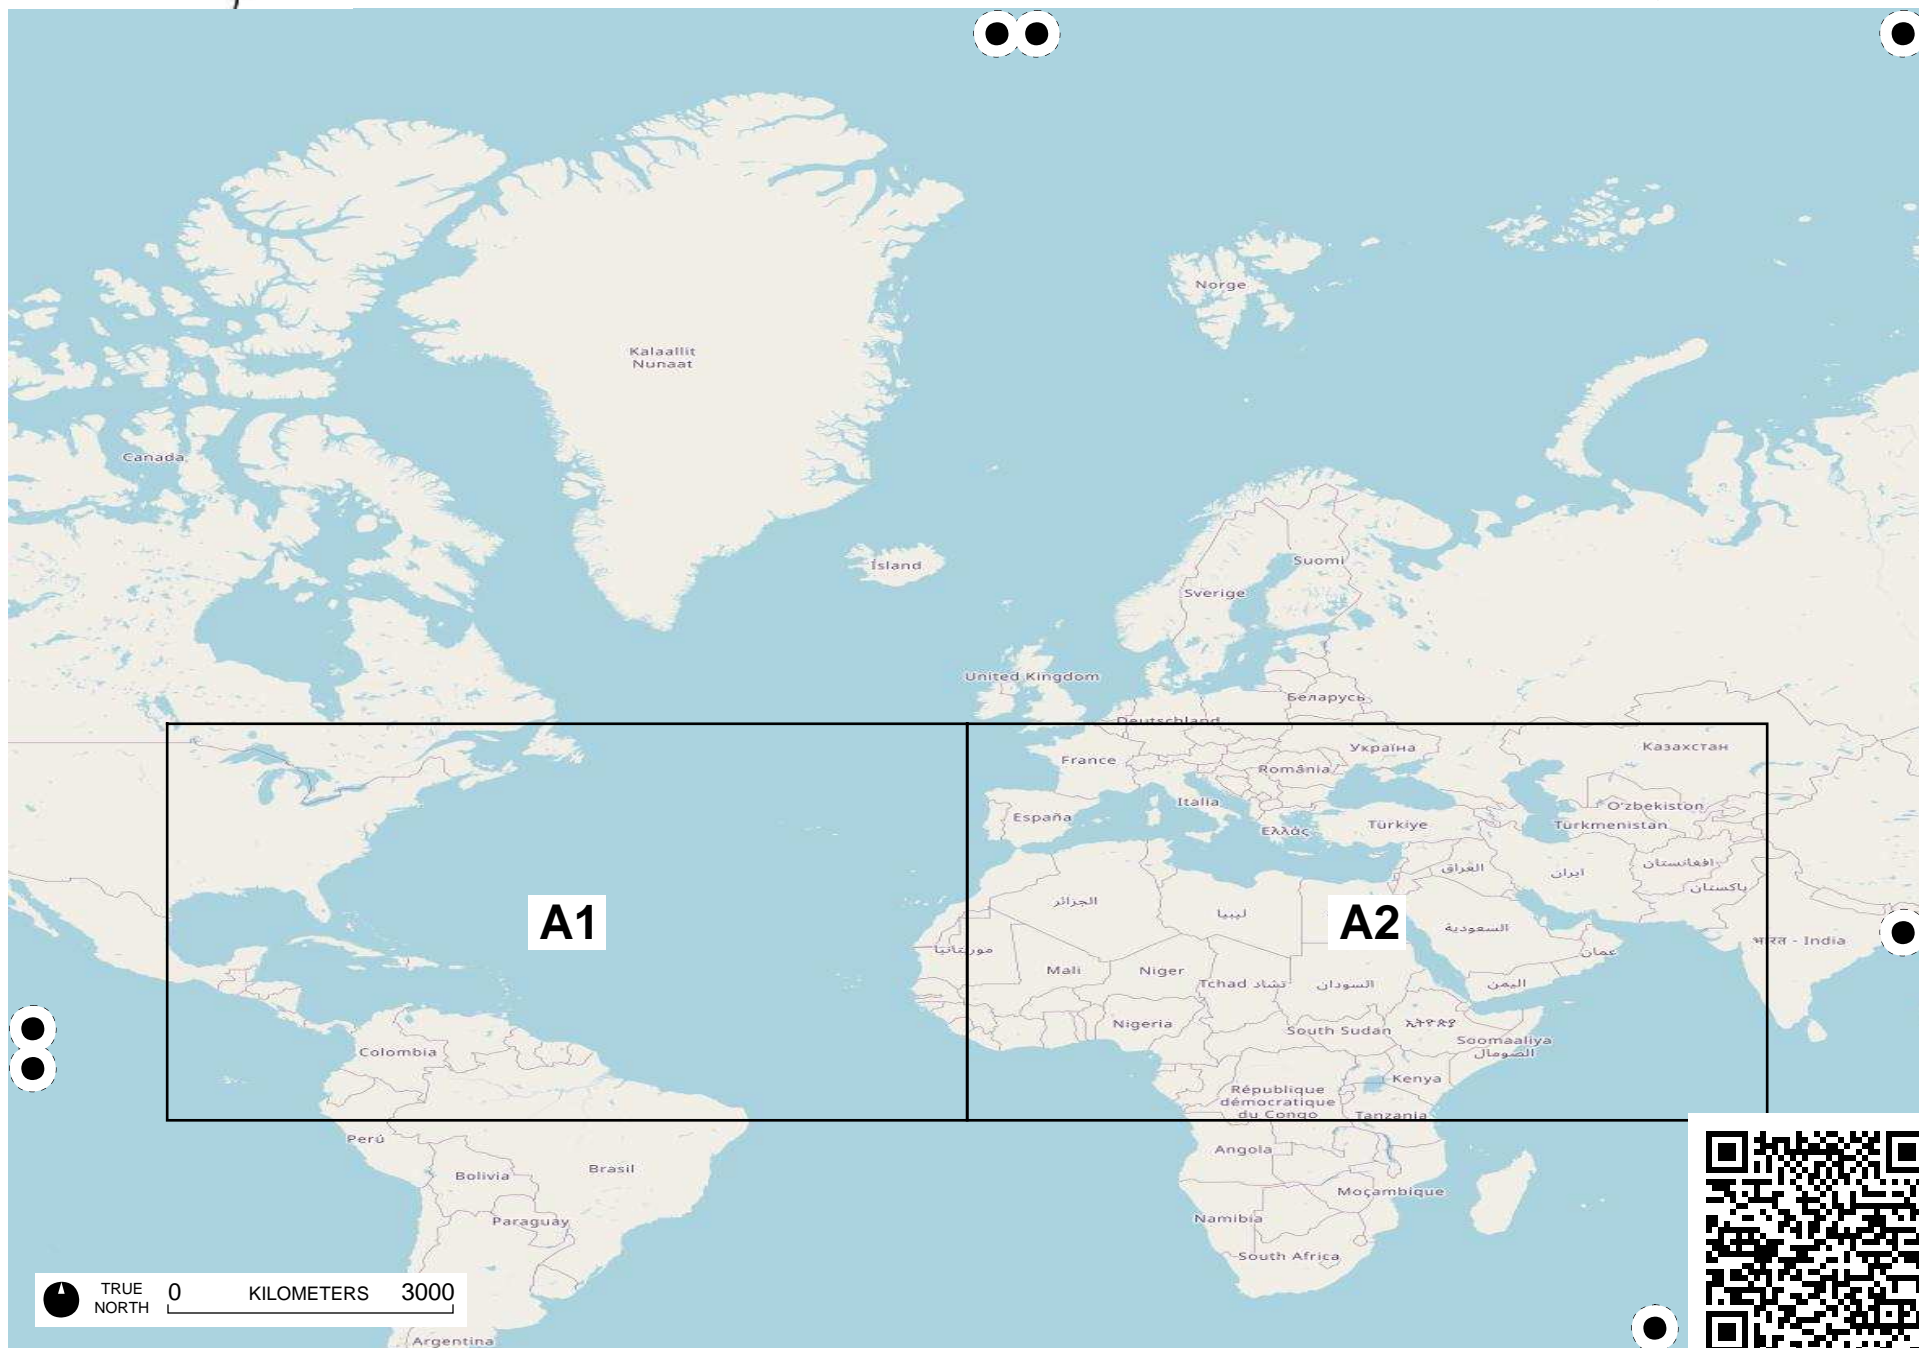 Norge
Kalaallit
Nunaat
Canada
Ísland
Suomi
Sverige
United Kingdom
Беларусь
Deutschland
Україна
Казахстан
France
România
Italia
O'zbekiston
España
Ελλάς
Türkiye
Türkmenistan
افغانستان
العراق
ایران
پاکستان
الجزائر
ليبيا
A1
A2
السعودية
भारत - India
موريتانيا
عمان
Mali
Niger
Tchad تشاد
السودان
اليمن
Nigeria
South Sudan
ኢትዮጵያ
Soomaaliya
الصومال
Colombia
Kenya
République
démocratique
du Congo
Tanzania
Perú
Angola
Brasil
Bolivia
Moçambique
Paraguay
Namibia
South Africa
TRUE
NORTH
0 KILOMETERS 3000
Argentina